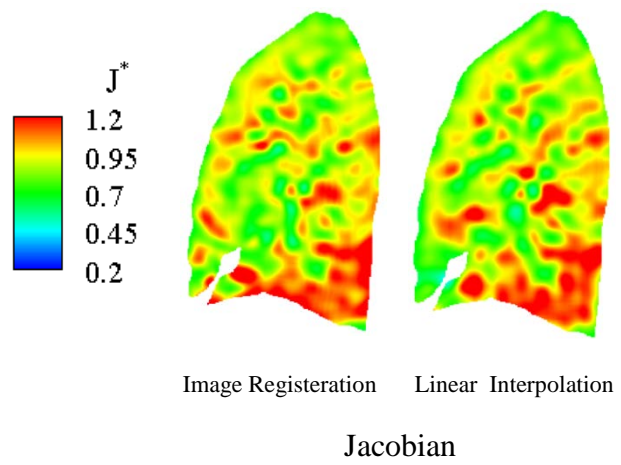 J*
1.2
0.95
0.7
0.45
0.2
Image Registeration
Linear Interpolation
Jacobian